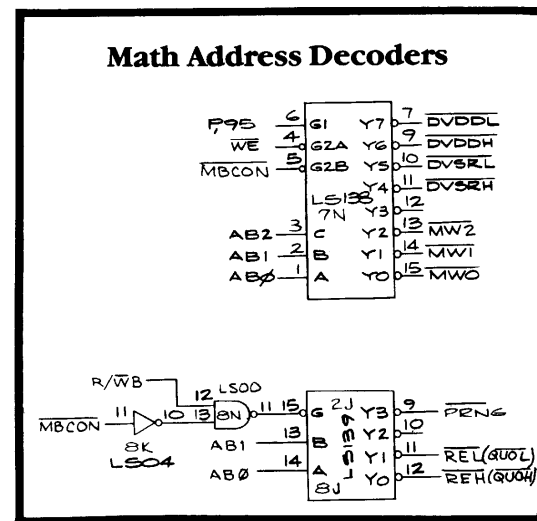 Math Address Decoders
P,95 6 G1 Y7 7 DVDDL
WE 4 G2A Y6 9 DVDDH
MBCON 5 G2B Y5 10 DVSRL
Y4 11 DVSRH
LS138 Y3 12
7N
AB2 3 C Y2 13 MW2
AB1 2 B Y1 14 MW1
ABØ 1 A Y0 15 MWO
R/WB 12 LS00
MBCON 11 10 13 8N 11 15 G 2J Y3 9 PRNG
8K
LS04
AB1 13 B LS139 Y2 10
Y1 11 REL(QUOL)
ABØ 14 A 8J Y0 12 REH(QUOH)